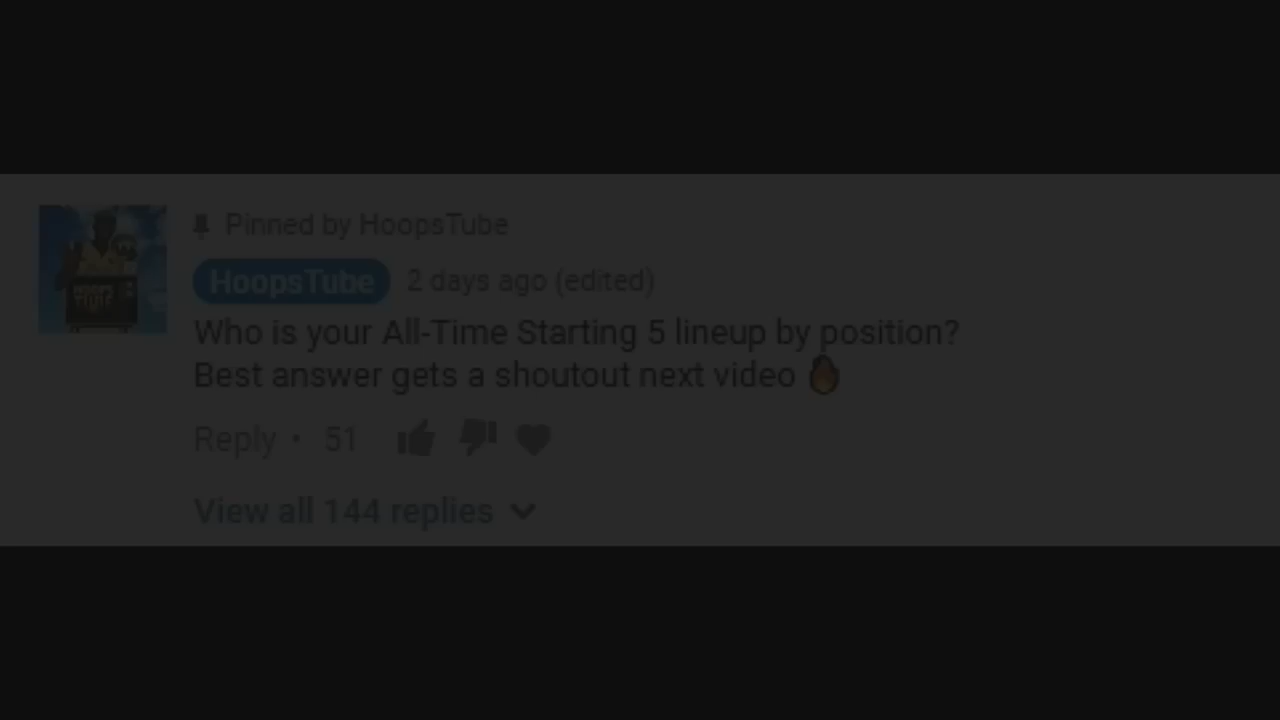 Pinned by HoopsTube
HoopsTube 2 days ago (edited)
Who is your All-Time Starting 5 lineup by position?
Best answer gets a shoutout next video 🔥
Reply • 51
View all 144 replies